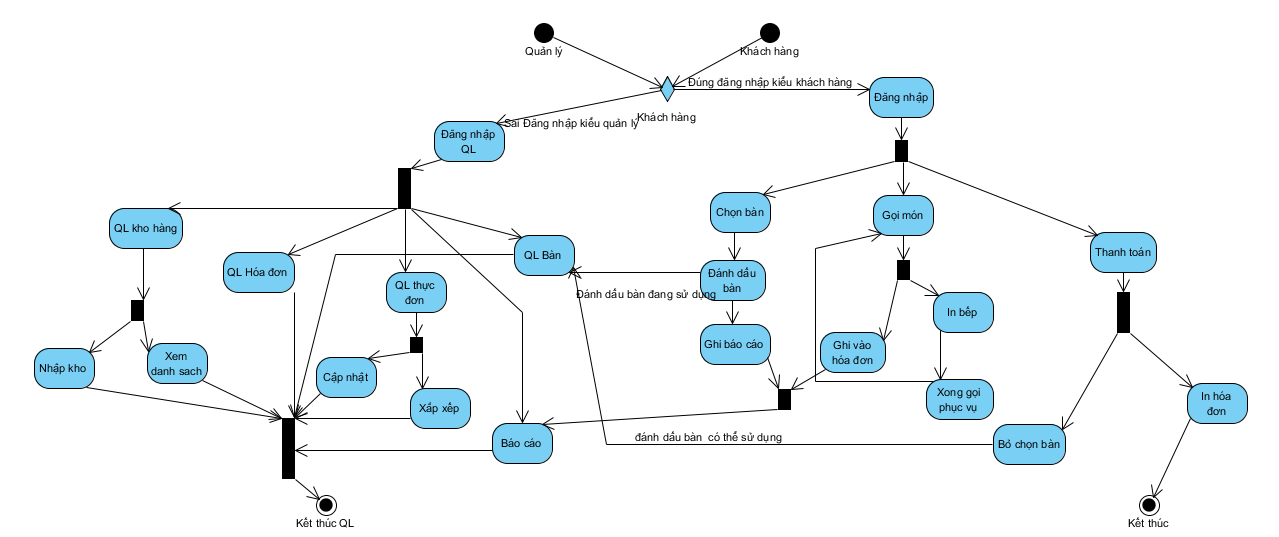 Quản lý
Khách hàng
Đúng đăng nhập kiểu khách hàng
Đăng nhập
Khách hàng
Sai Đăng nhập kiểu quản lý
Đăng nhập
QL
QL kho hàng
Chọn bàn
Gọi món
QL Hóa đơn
QL Bàn
Thanh toán
QL thực
đơn
Đánh dấu
bàn
Đánh dấu bàn đang sử dụng
In bếp
Ghi báo cáo
Ghi vào
hóa đơn
Nhập kho
Xem
danh sach
Cập nhật
Xắp xếp
Xong gọi
phục vụ
In hóa
đơn
Báo cáo
đánh dấu bàn có thể sử dụng
Bỏ chọn bàn
Kết thúc QL
Kết thúc